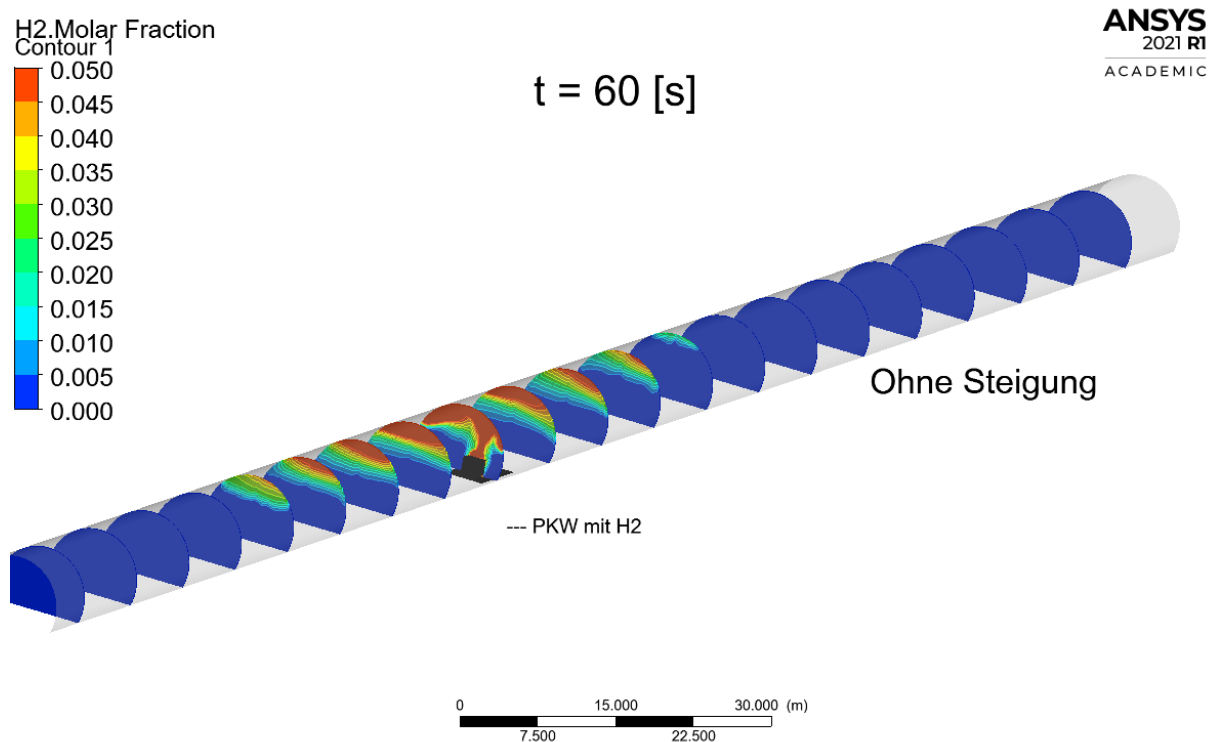 H2.Molar Fraction
Contour 1
0.050
0.045
0.040
0.035
0.030
0.025
0.020
0.015
0.010
0.005
0.000
ANSYS
2021 R1
ACADEMIC
t = 60 [s]
Ohne Steigung
--- PKW mit H2
0 15.000 30.000 (m)
7.500 22.500